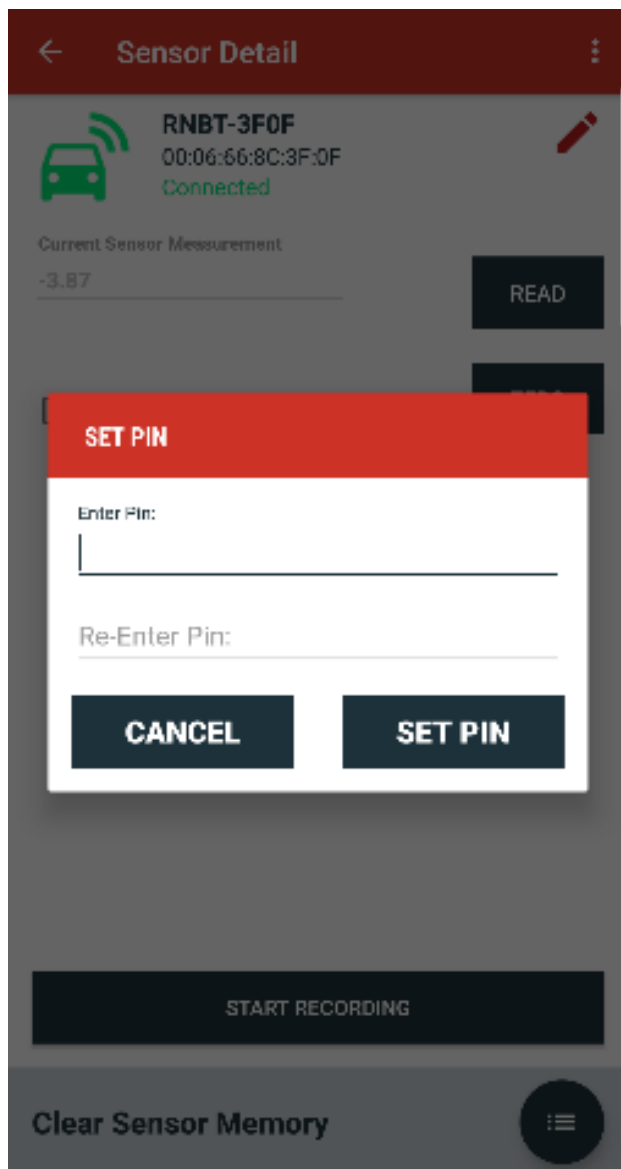 Sensor Detail
RNBT-3F0F
00:06:66:8C:3F:0F
Connected
Current Sensor Measurement
-3.87
READ
SET PIN
Enter Pin:
Re-Enter Pin:
CANCEL
SET PIN
START RECORDING
Clear Sensor Memory